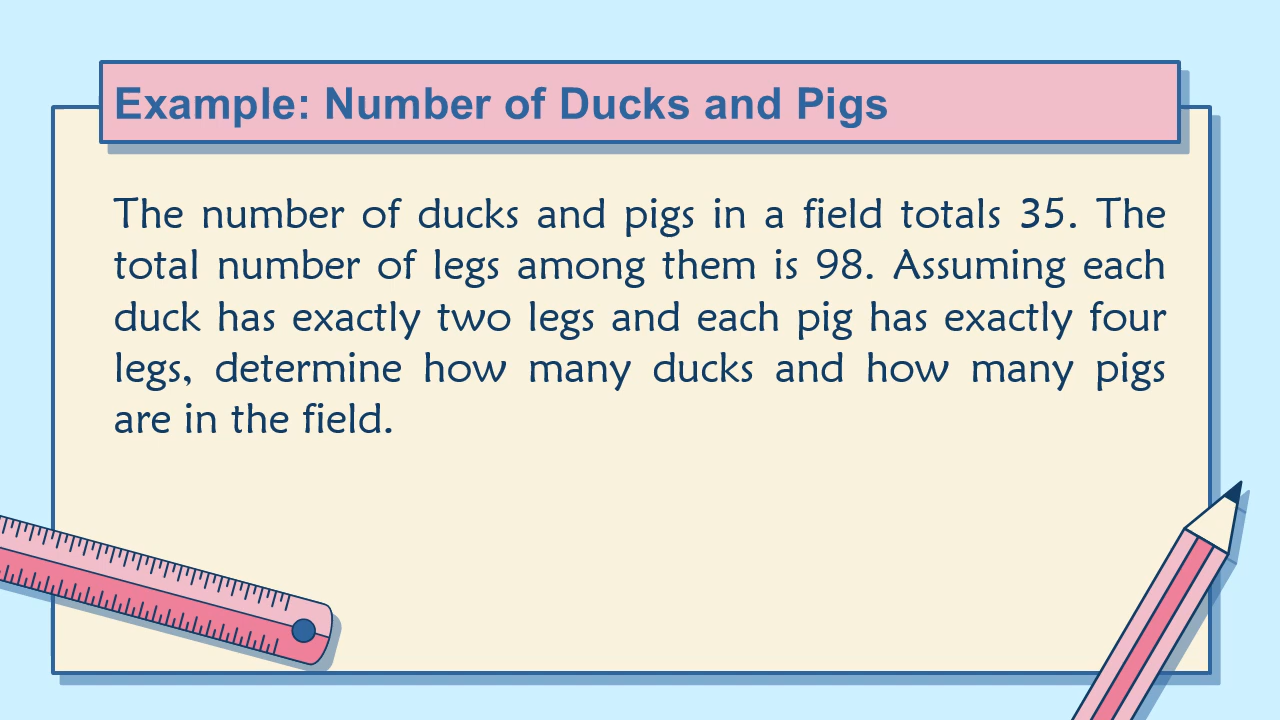 Example: Number of Ducks and Pigs
The number of ducks and pigs in a field totals 35. The
total number of legs among them is 98. Assuming each
duck has exactly two legs and each pig has exactly four
legs, determine how many ducks and how many pigs
are in the field.